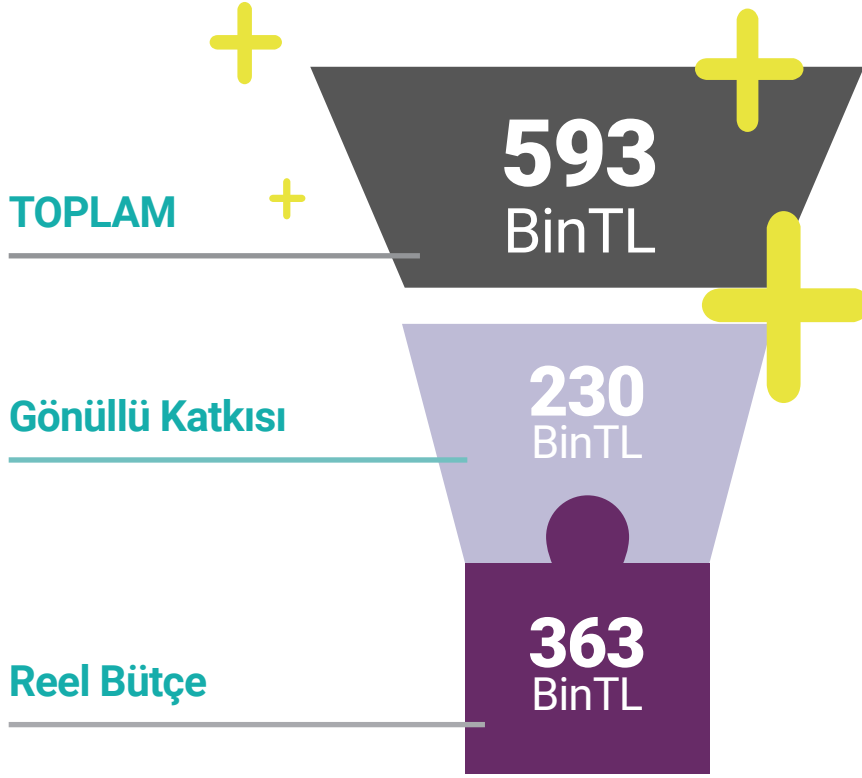 593
BinTL
TOPLAM
230
BinTL
Gönüllü Katkısı
363
BinTL
Reel Bütçe